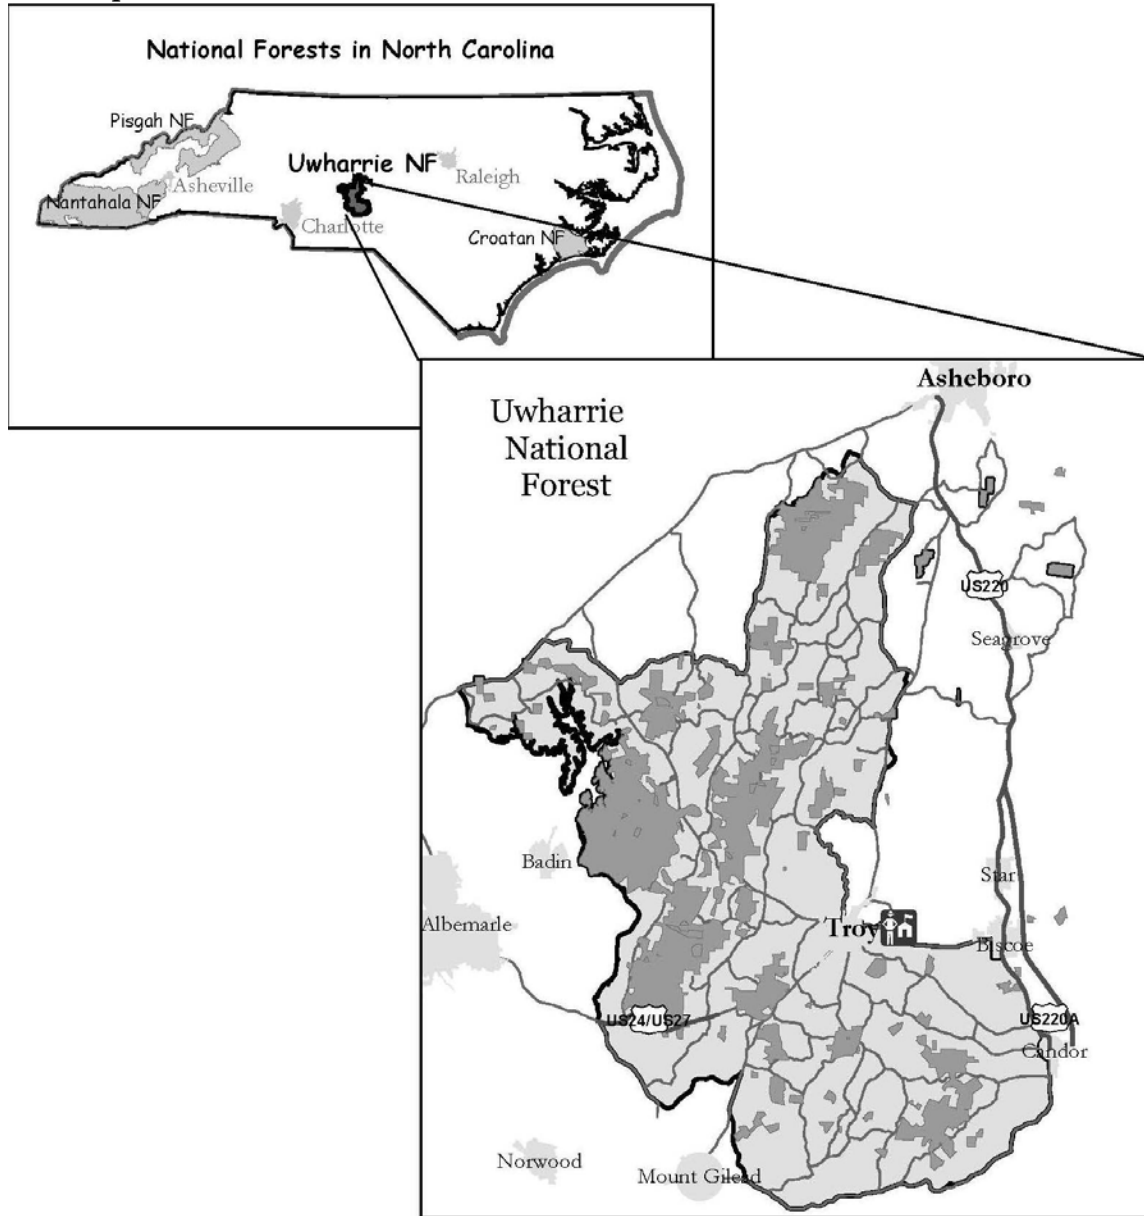 National Forests in North Carolina
Pisgah NF
Uwharrie NF
Raleigh
Asheville
Nantahala NF
Charlotte
Croatan NF
Asheboro
Uwharrie
National
Forest
US220
Seagrove
Badin
Star
Albemarle
Troy
Biscoe
US24/US27
US220A
Candor
Norwood
Mount Gilead